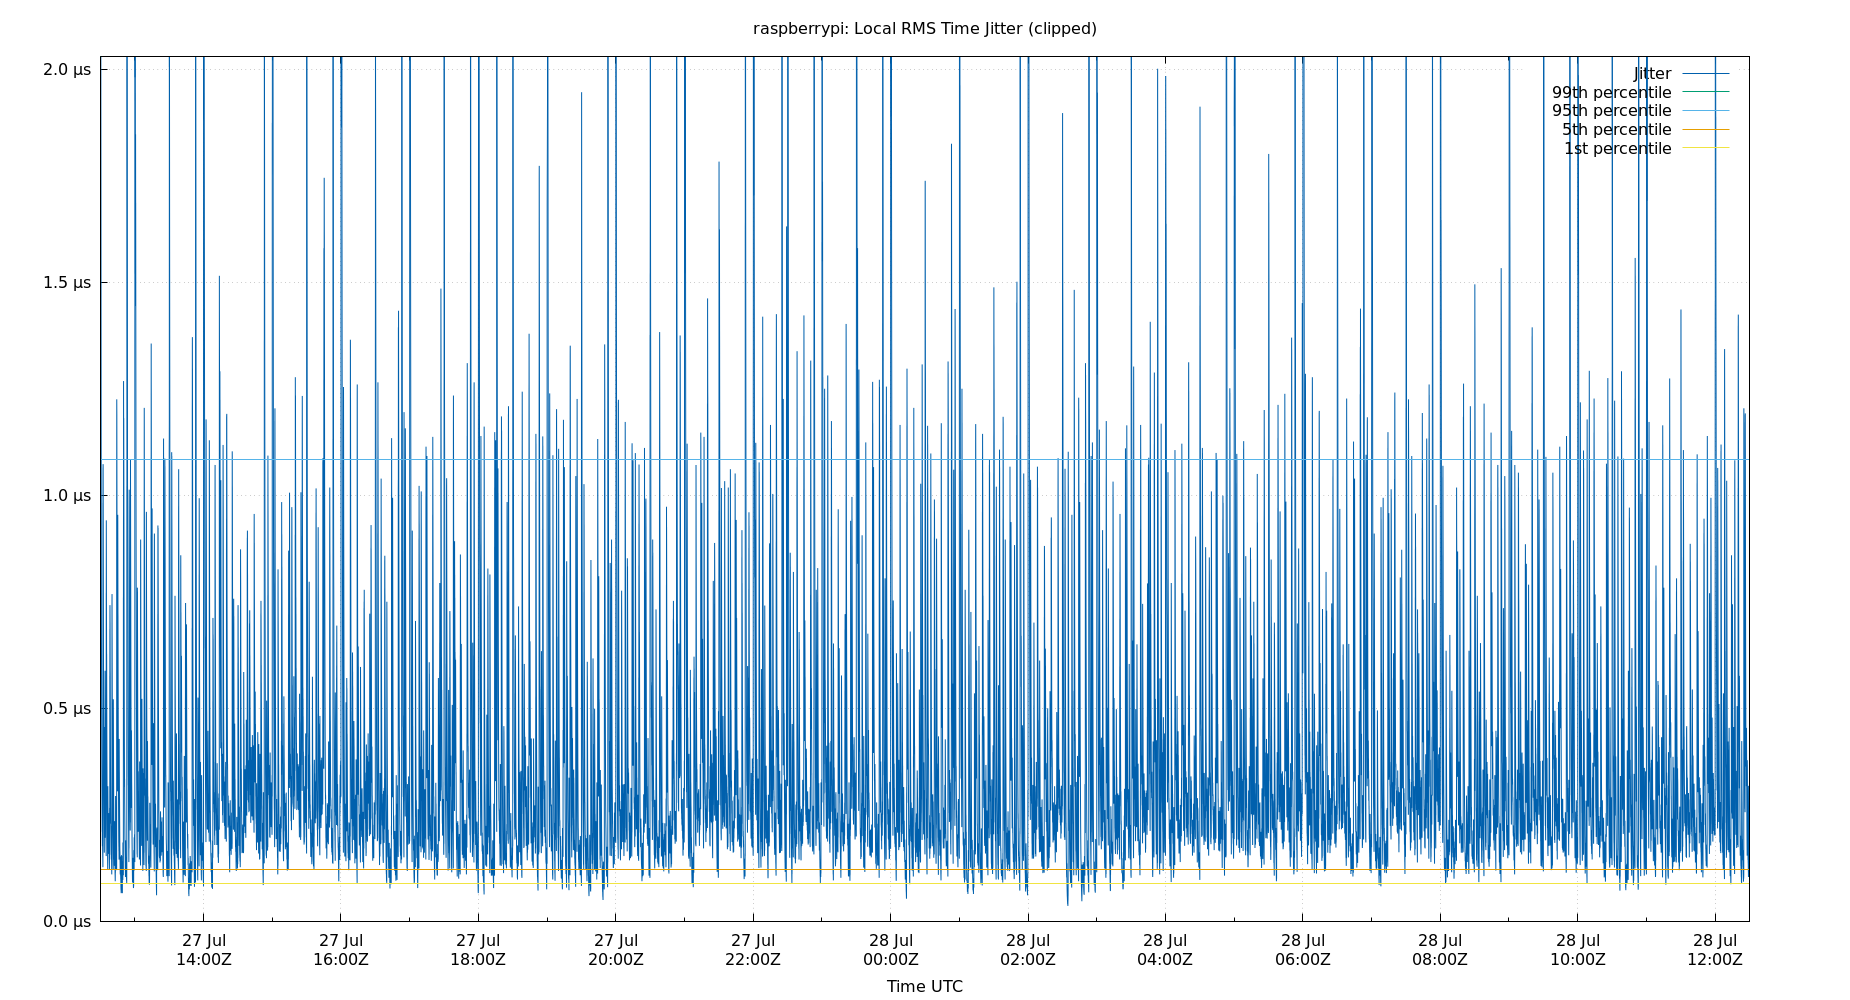 raspberrypi: Local RMS Time Jitter (clipped)
2.0 µs
1.5 µs
1.0 µs
0.5 µs
0.0 µs
Jitter
99th percentile
95th percentile
5th percentile
1st percentile
27 Jul 27 Jul 27 Jul 27 Jul 27 Jul 28 Jul 28 Jul 28 Jul 28 Jul 28 Jul 28 Jul 28 Jul
14:00Z 16:00Z 18:00Z 20:00Z 22:00Z 00:00Z 02:00Z 04:00Z 06:00Z 08:00Z 10:00Z 12:00Z
Time UTC